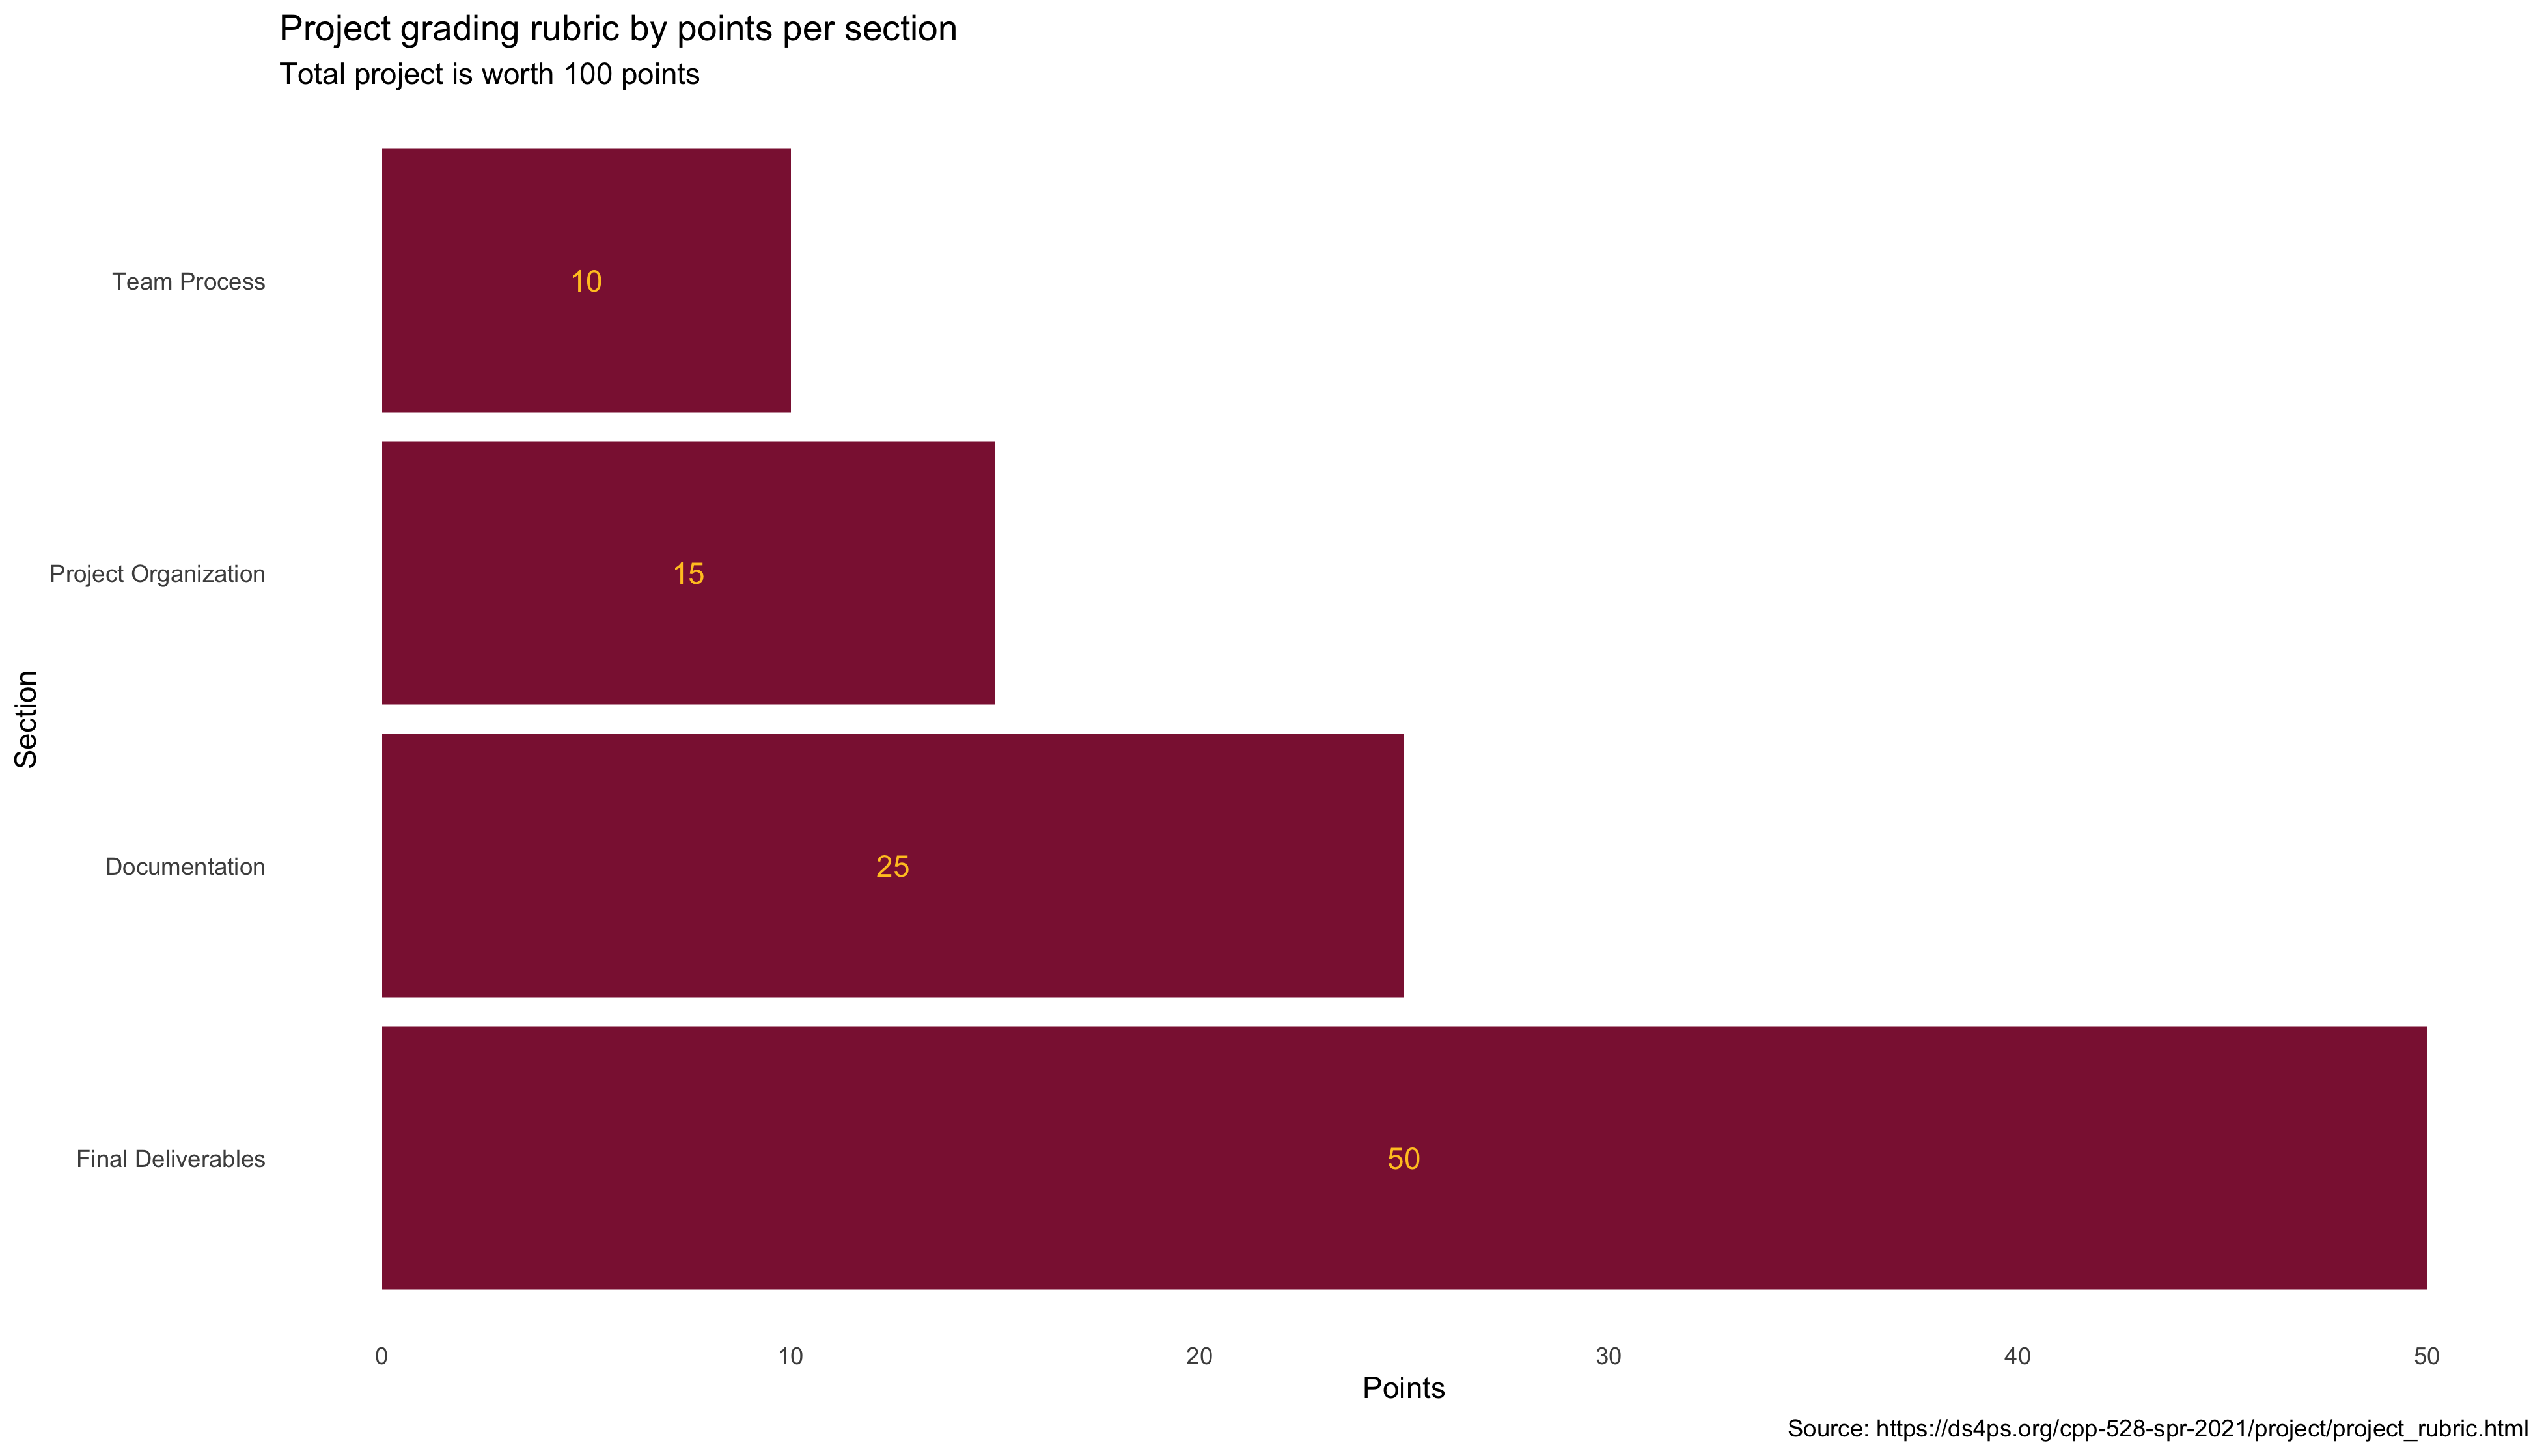 Project grading rubric by points per section
Total project is worth 100 points
Team Process
10
Project Organization
15
Section
Documentation
25
Final Deliverables
50
0 10 20 30 40 50
Points
Source: https://ds4ps.org/cpp-528-spr-2021/project/project_rubric.html